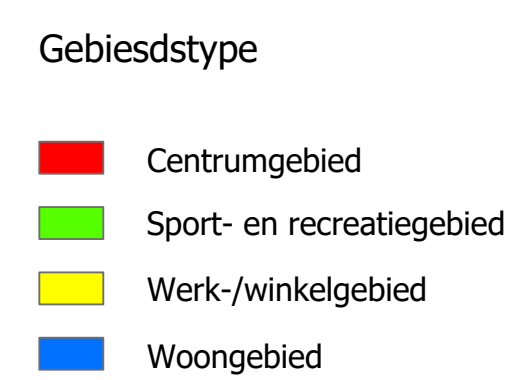 Gebiesdstype
Centrumgebied
Sport- en recreatiegebied
Werk-/winkelgebied
Woongebied